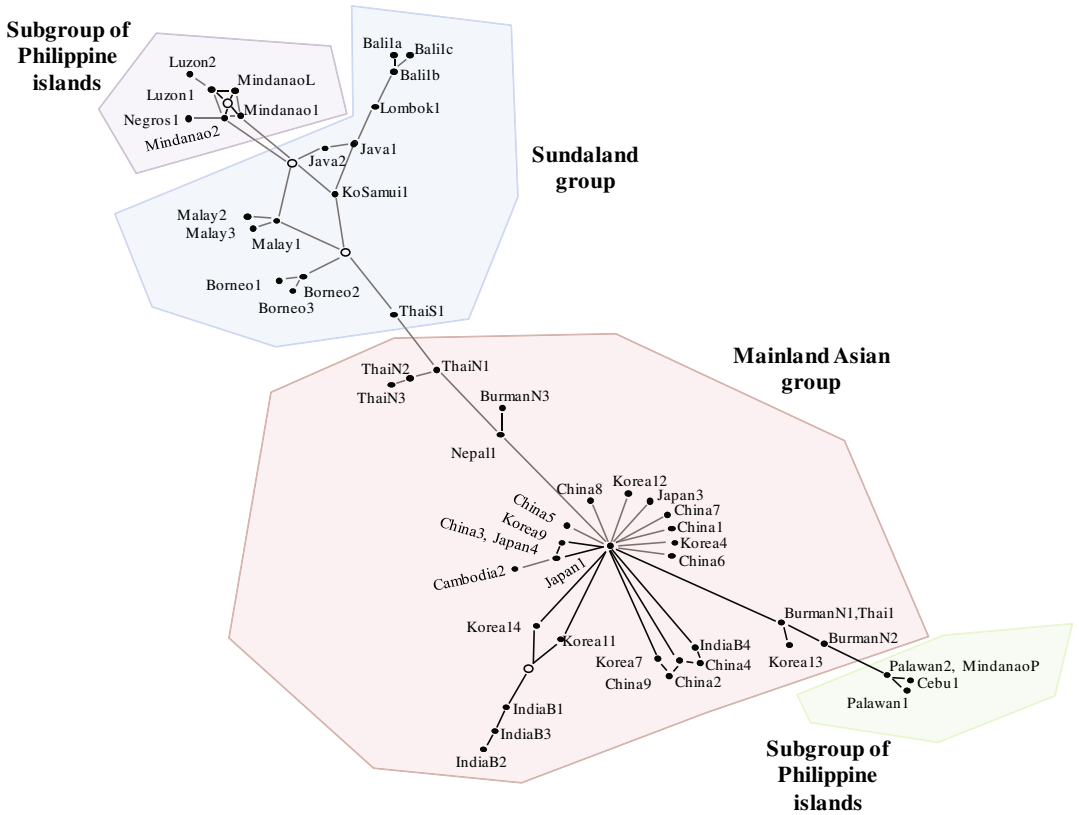 Subgroup of
Philippine
islands
Luzon2
Luzon1
MindanaoL
Negros1
Mindanao1
Mindanao2
Bali1a
Bali1c
Bali1b
Lombok1
Java2
Java1
KoSamui1
Sundaland
group
Malay2
Malay3
Malay1
Borneo1
Borneo2
Borneo3
ThaiS1
Mainland Asian
group
ThaiN2
ThaiN1
ThaiN3
BurmanN3
Nepal1
China8
Korea12
Japan3
China7
China1
Korea4
China6
China5
Korea9
China3, Japan4
Cambodia2
Japan1
Korea14
Korea11
IndiaB1
IndiaB3
IndiaB2
Korea7
China9
China2
IndiaB4
China4
BurmanN1,Thai1
Korea13
BurmanN2
Palawan2, MindanaoP
Cebu1
Palawan1
Subgroup of
Philippine
islands